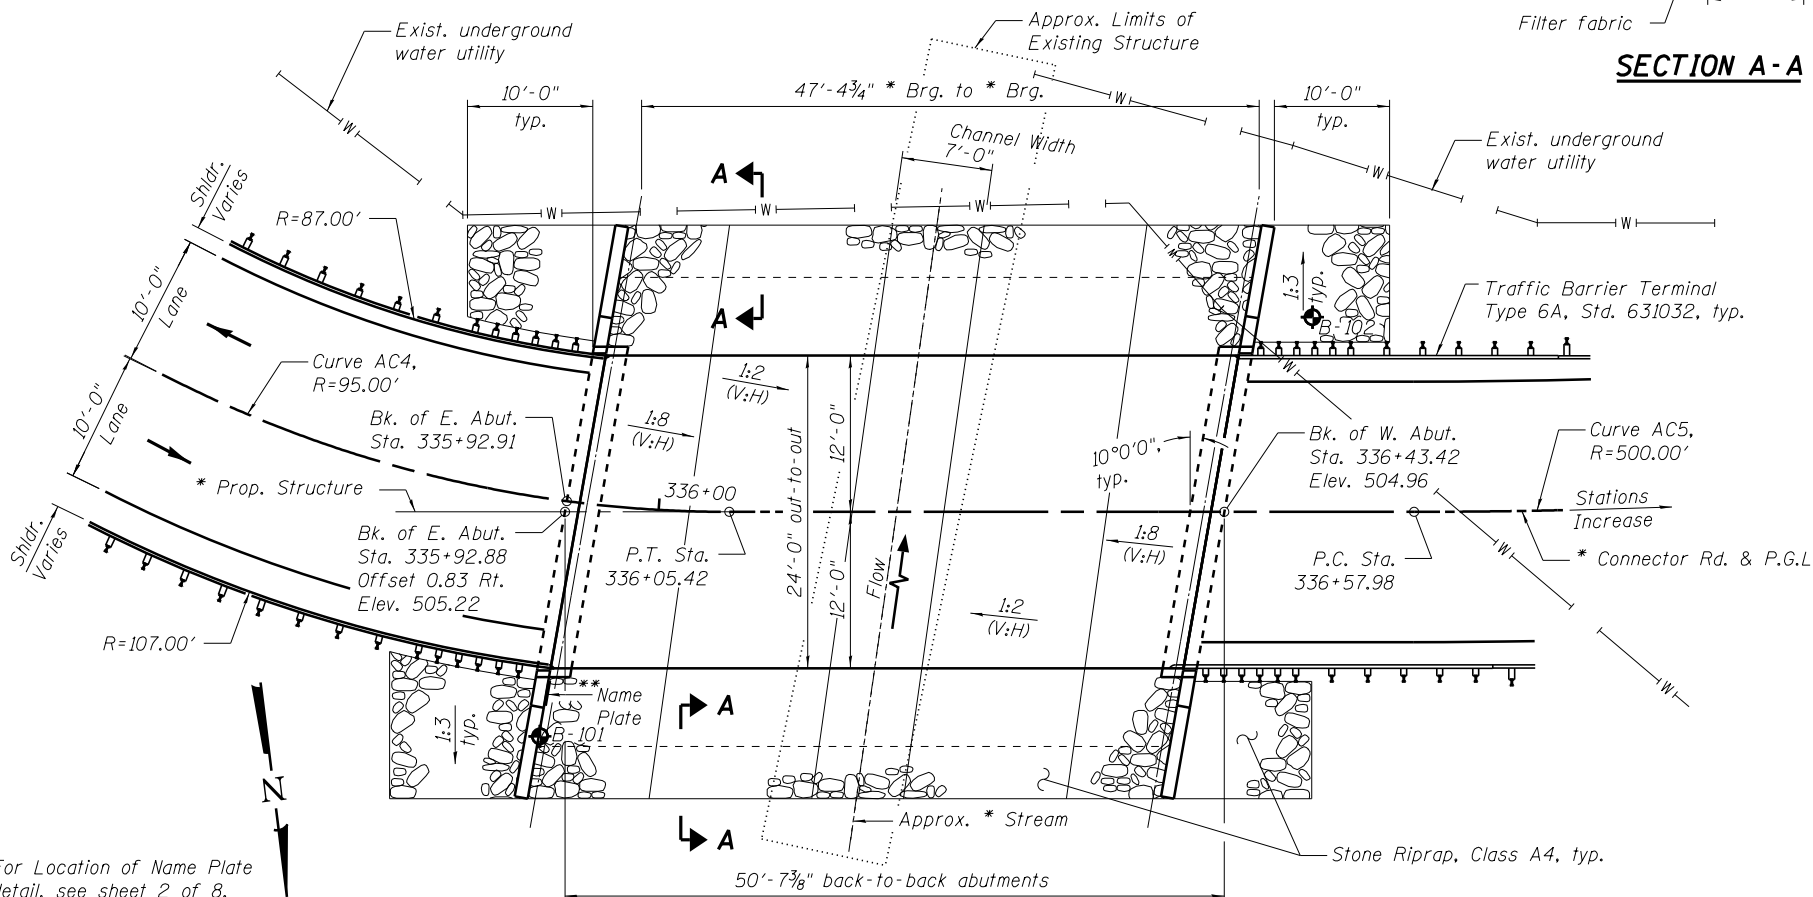 Exist. underground
water utility
Approx. Limits of
Existing Structure
Filter fabric
SECTION A-A
10'-0"
typ.
47'-4¾" * Brg. to * Brg.
10'-0"
typ.
W
W
W
Channel Width
7'-0"
Exist. underground
water utility
A
Shldr.
Varies
R=87.00'
W
W
W
W
W
10'-0"
Lane
1:3
typ.
Traffic Barrier Terminal
Type 6A, Std. 631032, typ.
A
B-102
Curve AC4,
R=95.00'
1:2
(V:H)
W
10'-0"
Lane
Bk. of E. Abut.
Sta. 335+92.91
1:8
(V:H)
24'-0" out-to-out
12'-0"
10°0'0",
typ.
Bk. of W. Abut.
Sta. 336+43.42
Elev. 504.96
Curve AC5,
R=500.00'
* Prop. Structure
336+00
Stations
Increase
Shldr.
Varies
Bk. of E. Abut.
Sta. 335+92.88
Offset 0.83 Rt.
Elev. 505.22
P.T. Sta.
336+05.42
12'-0"
Flow
1:8
(V:H)
P.C. Sta.
336+57.98
W
* Connector Rd. & P.G.L
R=107.00'
1:2
(V:H)
1:3
typ.
** Name
Plate
B-101
A
W
N
A
Approx. * Stream
Stone Riprap, Class A4, typ.
For Location of Name Plate
detail, see sheet 2 of 8.
50'-7⅜" back-to-back abutments